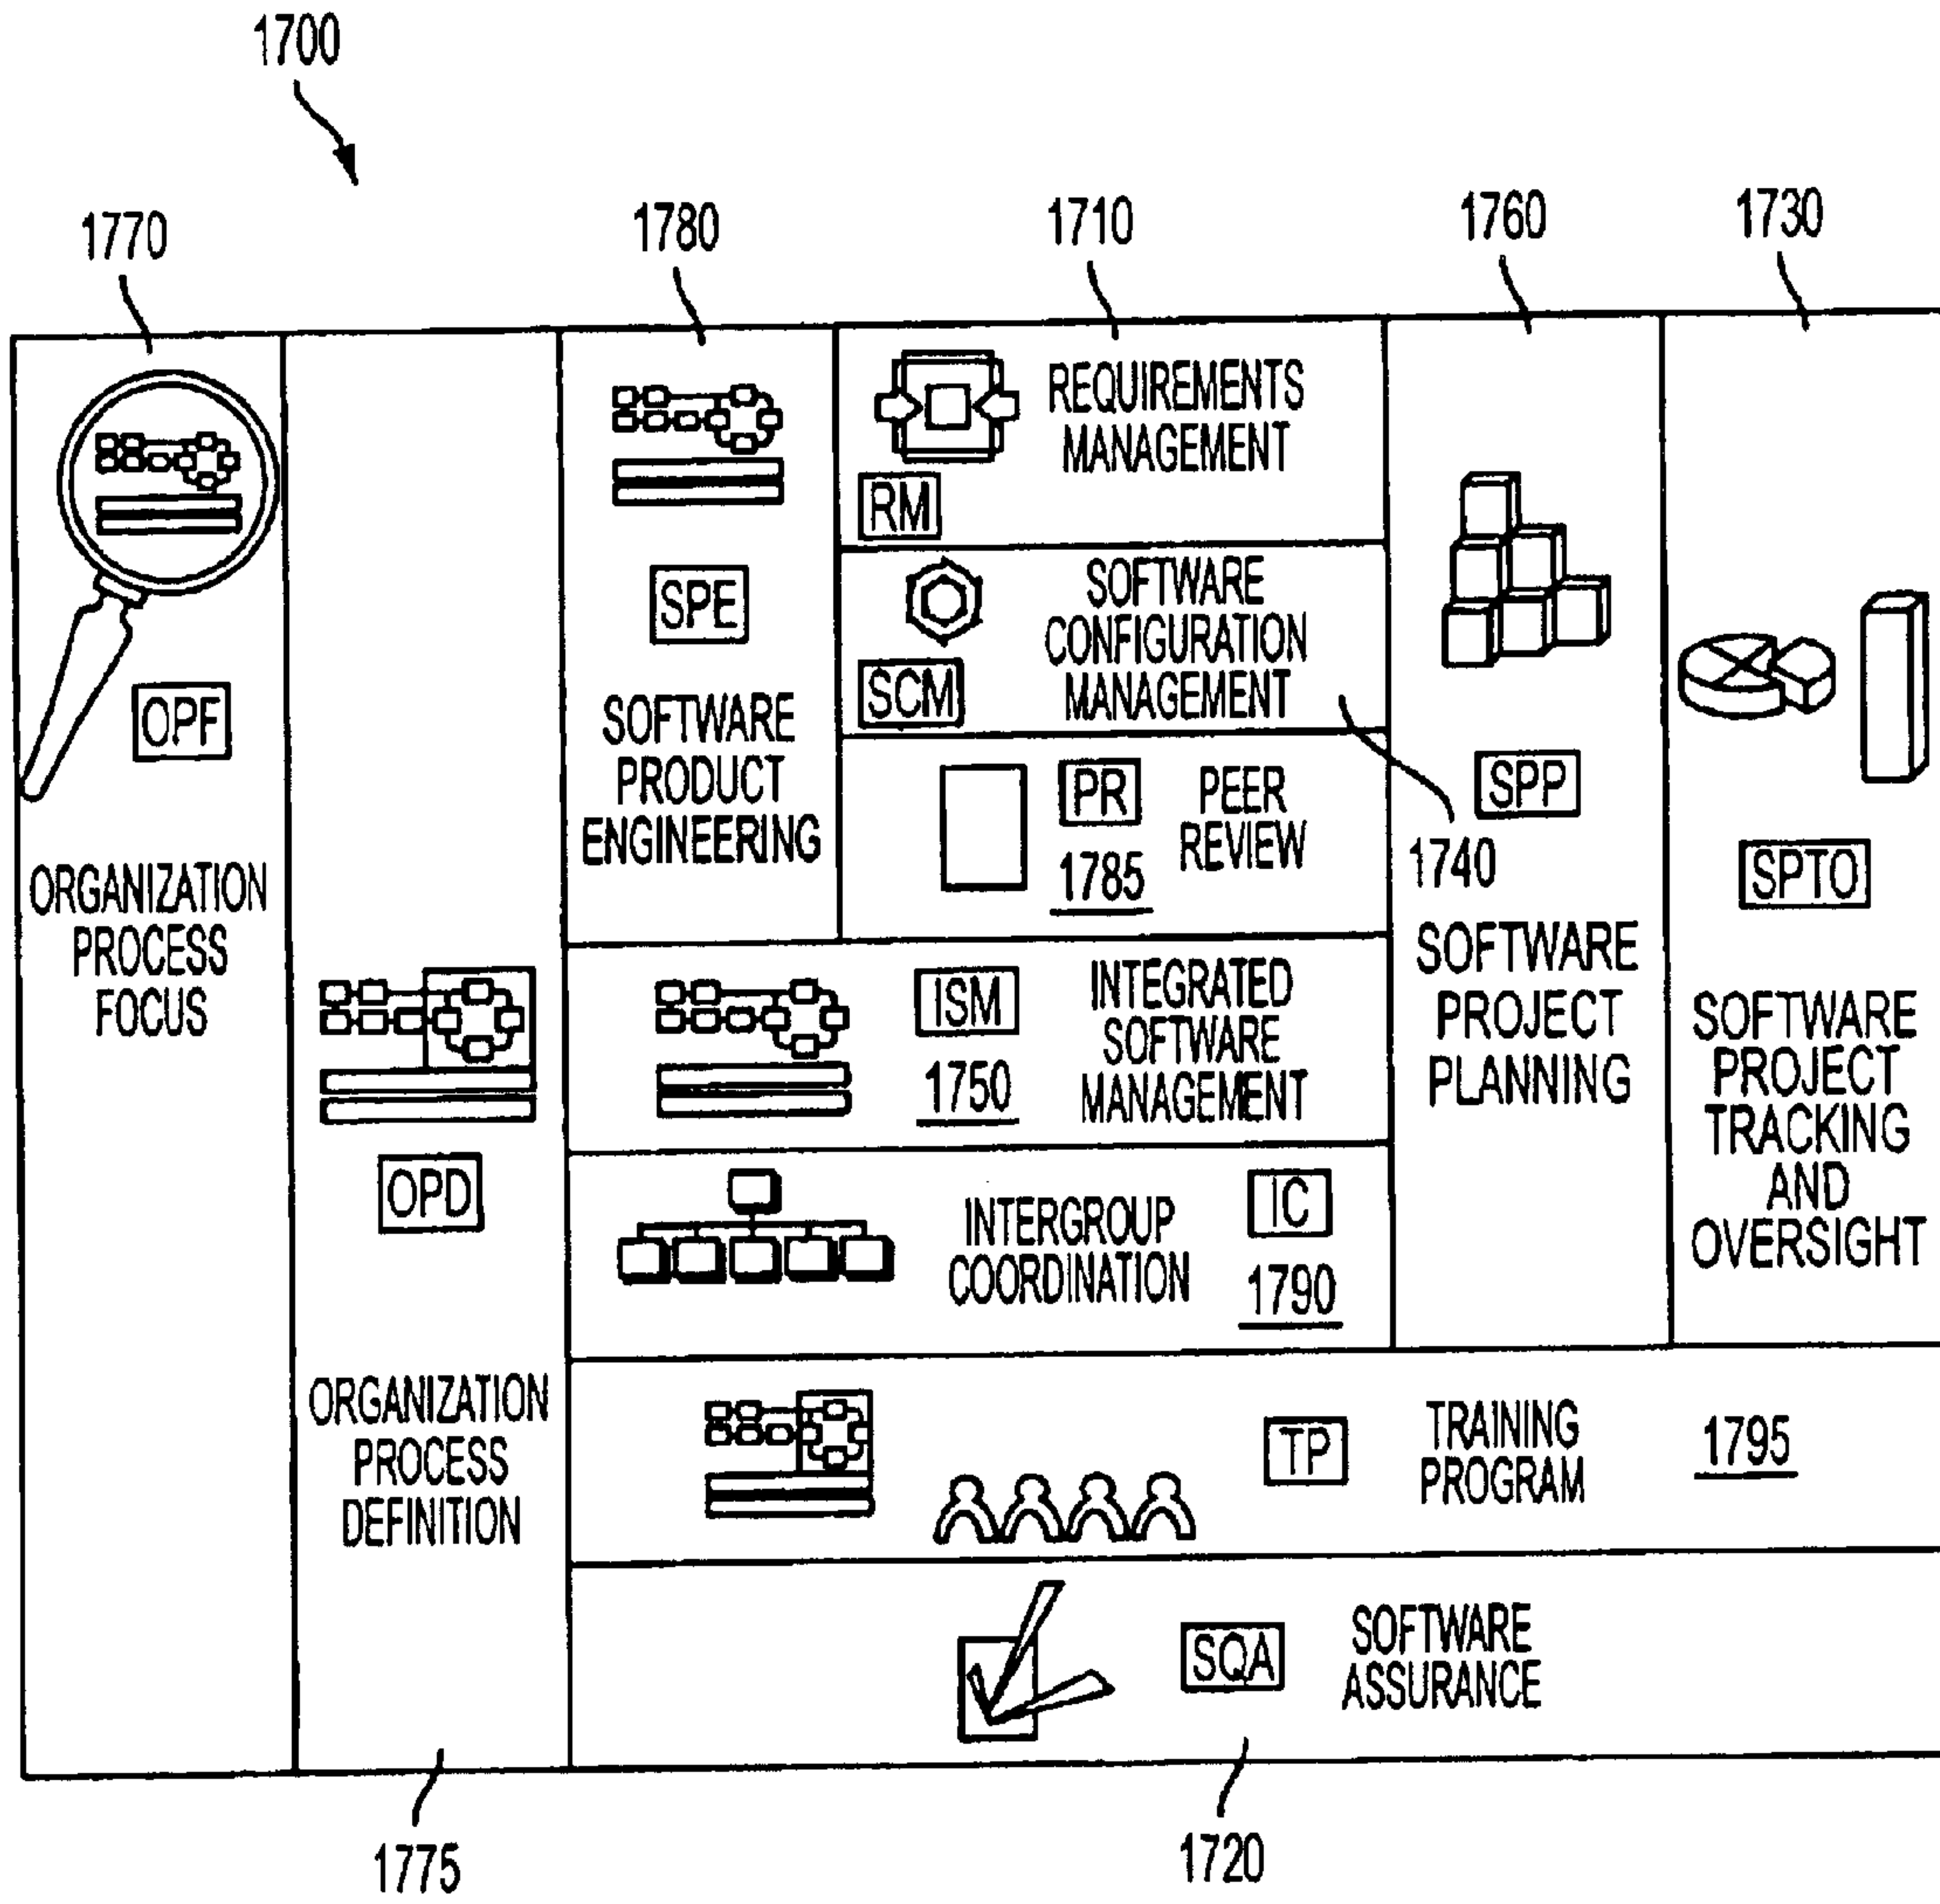 1700
1770
1780
1710
1760
1730
OPF
ORGANIZATION
PROCESS
FOCUS
OPD
ORGANIZATION
PROCESS
DEFINITION
SPE
SOFTWARE
PRODUCT
ENGINEERING
REQUIREMENTS
MANAGEMENT
RM
SOFTWARE
CONFIGURATION
MANAGEMENT
SCM
PR
PEER
REVIEW
1785
1740
ISM
INTEGRATED
SOFTWARE
MANAGEMENT
1750
INTERGROUP
COORDINATION
IC
1790
SPP
SOFTWARE
PROJECT
PLANNING
SPTO
SOFTWARE
PROJECT
TRACKING
AND
OVERSIGHT
TP
TRAINING
PROGRAM
1795
SQA
SOFTWARE
ASSURANCE
1775
1720